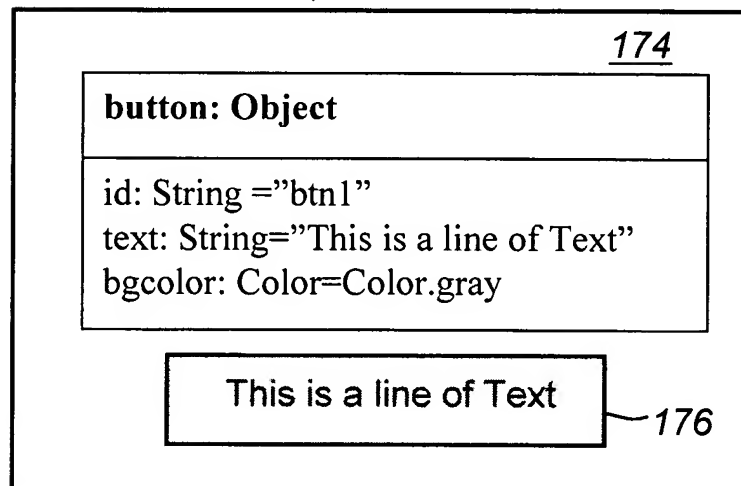 174
button: Object
id: String =”btn1”
text: String=”This is a line of Text”
bgcolor: Color=Color.gray
This is a line of Text
176